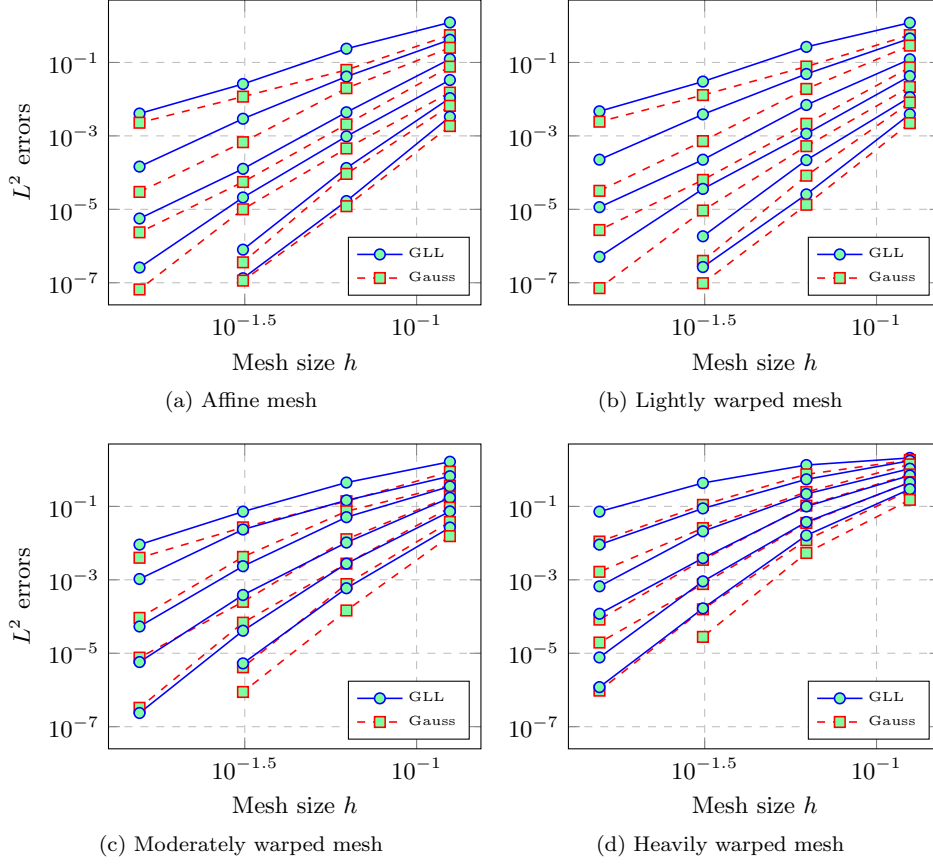 10^{-1}
10^{-3}
10^{-5}
10^{-7}
L^2 errors
GLL
Gauss
10^{-1.5}
10^{-1}
Mesh size h
(a) Affine mesh
10^{-1}
10^{-3}
10^{-5}
10^{-7}
GLL
Gauss
10^{-1.5}
10^{-1}
Mesh size h
(b) Lightly warped mesh
10^{-1}
10^{-3}
10^{-5}
10^{-7}
L^2 errors
GLL
Gauss
10^{-1.5}
10^{-1}
Mesh size h
(c) Moderately warped mesh
10^{-1}
10^{-3}
10^{-5}
10^{-7}
GLL
Gauss
10^{-1.5}
10^{-1}
Mesh size h
(d) Heavily warped mesh